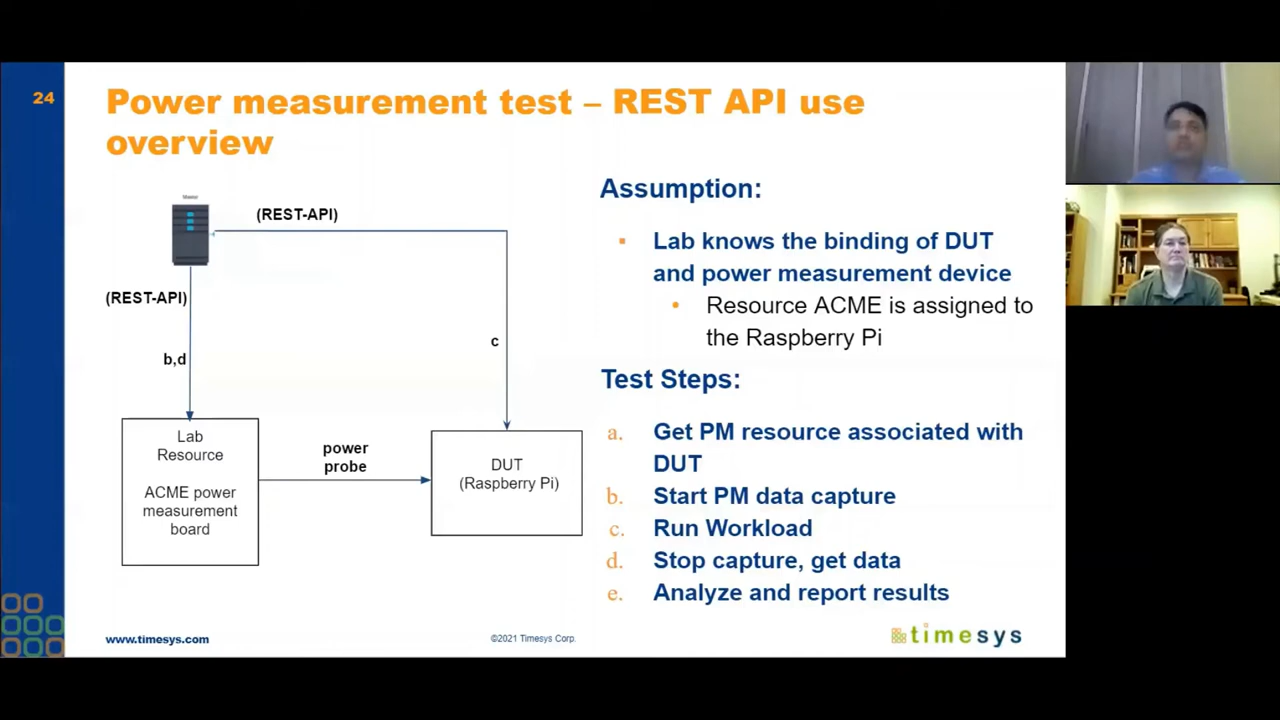 24
Power measurement test – REST API use
overview
Master
(REST-API)
(REST-API)
b,d
c
Lab
Resource
ACME power
measurement
board
power
probe
DUT
(Raspberry Pi)
Assumption:
▪ Lab knows the binding of DUT
and power measurement device
• Resource ACME is assigned to
the Raspberry Pi
Test Steps:
a. Get PM resource associated with
DUT
b. Start PM data capture
c. Run Workload
d. Stop capture, get data
e. Analyze and report results
www.timesys.com
©2021 Timesys Corp.
timesys